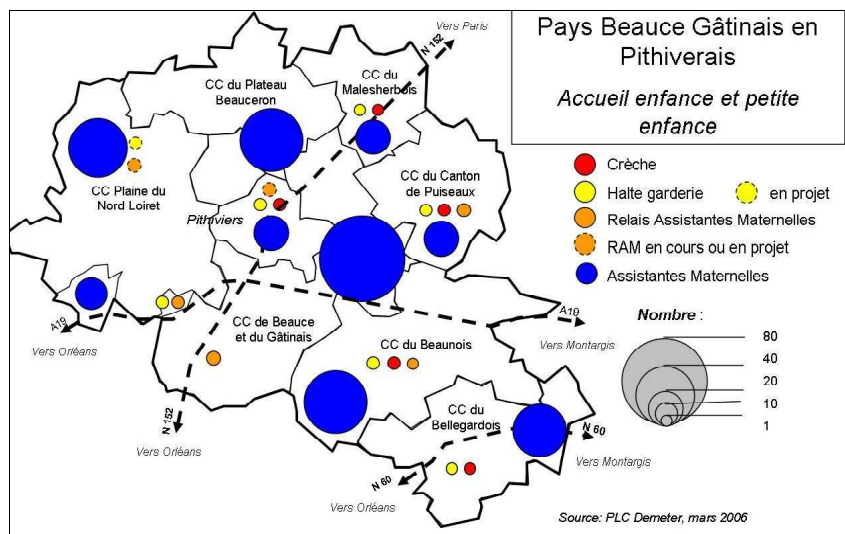 Pays Beauce Gâtinais en
Pithiverais
Accueil enfance et petite
enfance
Crèche
Halte garderie
en projet
Relais Assistantes Maternelles
RAM en cours ou en projet
Assistantes Maternelles
Nombre :
80
40
20
10
1
Vers Paris
N 152
CC du Plateau
Beauceron
CC du
Malesherbois
CC Plaine du
Nord Loiret
CC du Canton
de Puiseaux
Pithiviers
A19
Vers Orléans
CC de Beauce
et du Gâtinais
CC du Beaunois
A19
Vers Montargis
N 152
Vers Orléans
CC du
Bellegardois
N 60
Vers Montargis
N 60
Vers Orléans
Source: PLC Demeter, mars 2006